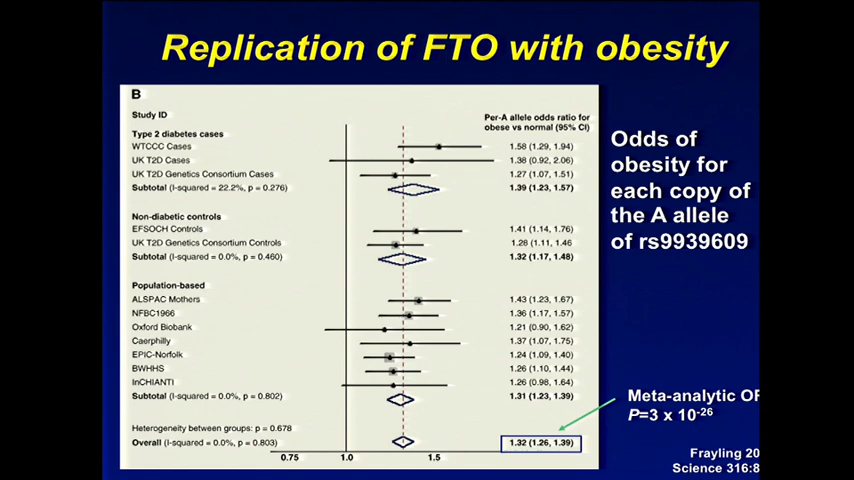 Replication of FTO with obesity
B
Study ID
Per-A allele odds ratio for
obese vs normal (95% CI)
Type 2 diabetes cases
WTCCC Cases 1.58 (1.29, 1.94)
UK T2D Cases 1.38 (0.92, 2.06)
UK T2D Genetics Consortium Cases 1.27 (1.07, 1.51)
Subtotal (I-squared = 22.2%, p = 0.276) 1.39 (1.23, 1.57)
Non-diabetic controls
EFSOCH Controls 1.41 (1.14, 1.76)
UK T2D Genetics Consortium Controls 1.28 (1.11, 1.46
Subtotal (I-squared = 0.0%, p = 0.460) 1.32 (1.17, 1.48)
Population-based
ALSPAC Mothers 1.43 (1.23, 1.67)
NFBC1966 1.36 (1.17, 1.57)
Oxford Biobank 1.21 (0.90, 1.62)
Caerphilly 1.37 (1.07, 1.75)
EPIC-Norfolk 1.24 (1.09, 1.40)
BWHHS 1.26 (1.10, 1.44)
InCHIANTI 1.26 (0.98, 1.64)
Subtotal (I-squared = 0.0%, p = 0.802) 1.31 (1.23, 1.39)
Heterogeneity between groups: p = 0.678
Overall (I-squared = 0.0%, p = 0.803) 1.32 (1.26, 1.39)
0.75 1.0 1.5
Odds of
obesity for
each copy of
the A allele
of rs9939609
Meta-analytic
P=3 x 10-26
Frayling 20
Science 316:8